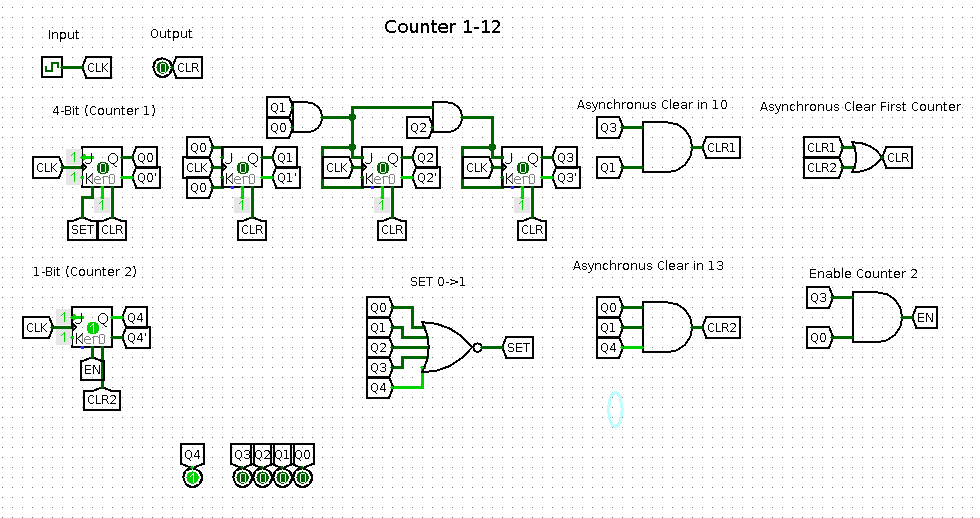 Counter 1-12
Input Output
CLK CLR
4-Bit (Counter 1)
Asynchronus Clear in 10
Asynchronus Clear First Counter
Q1
Q0
Q2
Q3
Q1
CLR1
CLR1
CLR2
CLR
CLK 1 1 J Q K en 0 Q0 Q0' 1 SET CLR
Q0 CLK Q0 J Q K en 0 Q1 Q1' 1 CLR
CLK J Q K en 0 Q2 Q2' 1 CLR
CLK J Q K en 0 Q3 Q3' 1 CLR
1-Bit (Counter 2)
SET 0->1
Asynchronus Clear in 13
Enable Counter 2
CLK 1 1 J Q K en 0 1 Q4 Q4' EN CLR2
Q0
Q1
Q2
Q3
Q4
SET
Q0
Q1
Q4
CLR2
Q3
Q0
EN
Q4 Q3 Q2 Q1 Q0
1 0 0 0 0